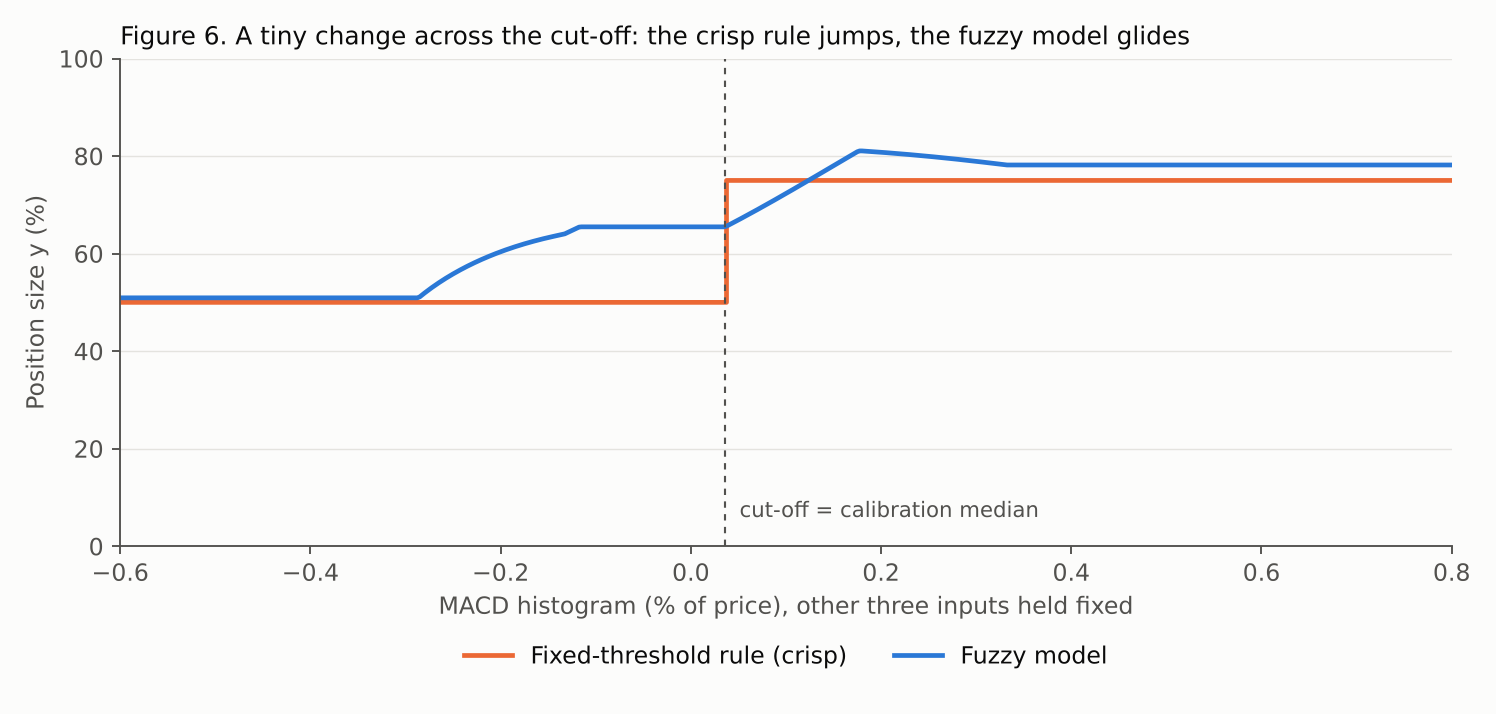 Figure 6. A tiny change across the cut-off: the crisp rule jumps, the fuzzy model glides
100
80
60
40
20
0
Position size y (%)
cut-off = calibration median
−0.6 −0.4 −0.2 0.0 0.2 0.4 0.6 0.8
MACD histogram (% of price), other three inputs held fixed
Fixed-threshold rule (crisp) Fuzzy model